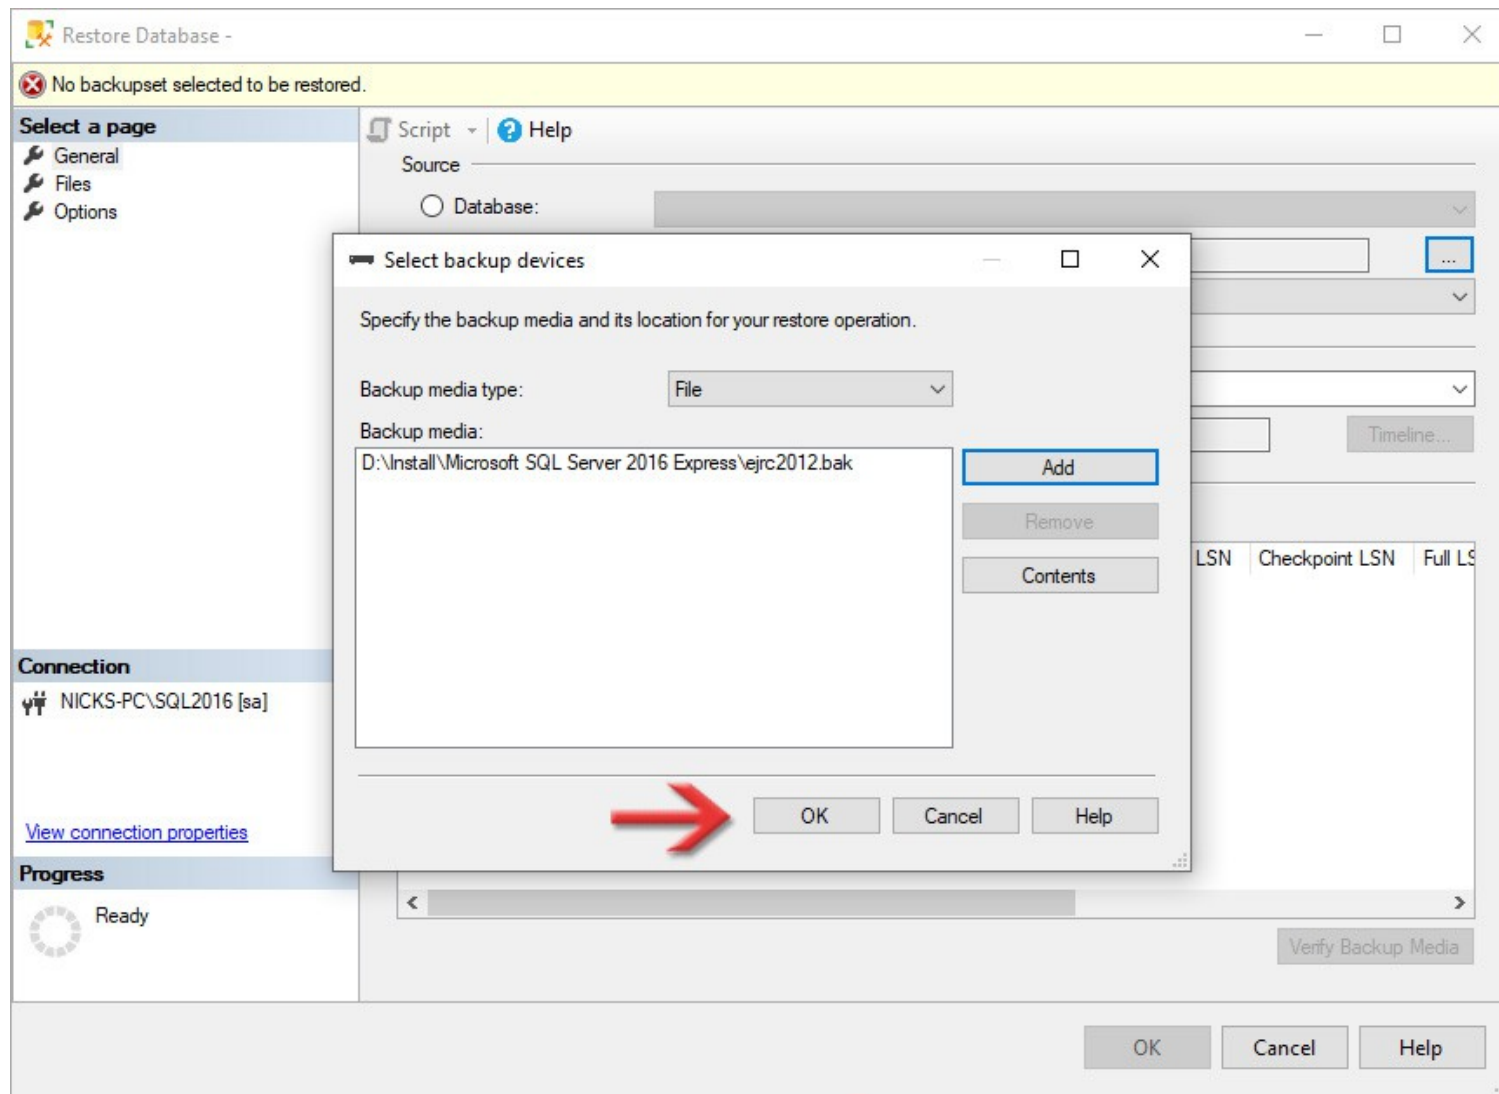 Restore Database -
No backupset selected to be restored.
Select a page
General
Files
Options
Script
Help
Source
Database:
...
Select backup devices
Specify the backup media and its location for your restore operation.
Backup media type:
File
Backup media:
D:\Install\Microsoft SQL Server 2016 Express\ejrc2012.bak
Add
Remove
Contents
OK
Cancel
Help
Timeline...
LSN
Checkpoint LSN
Full LS
Connection
NICKS-PC\SQL2016 [sa]
View connection properties
Progress
Ready
Verify Backup Media
OK
Cancel
Help